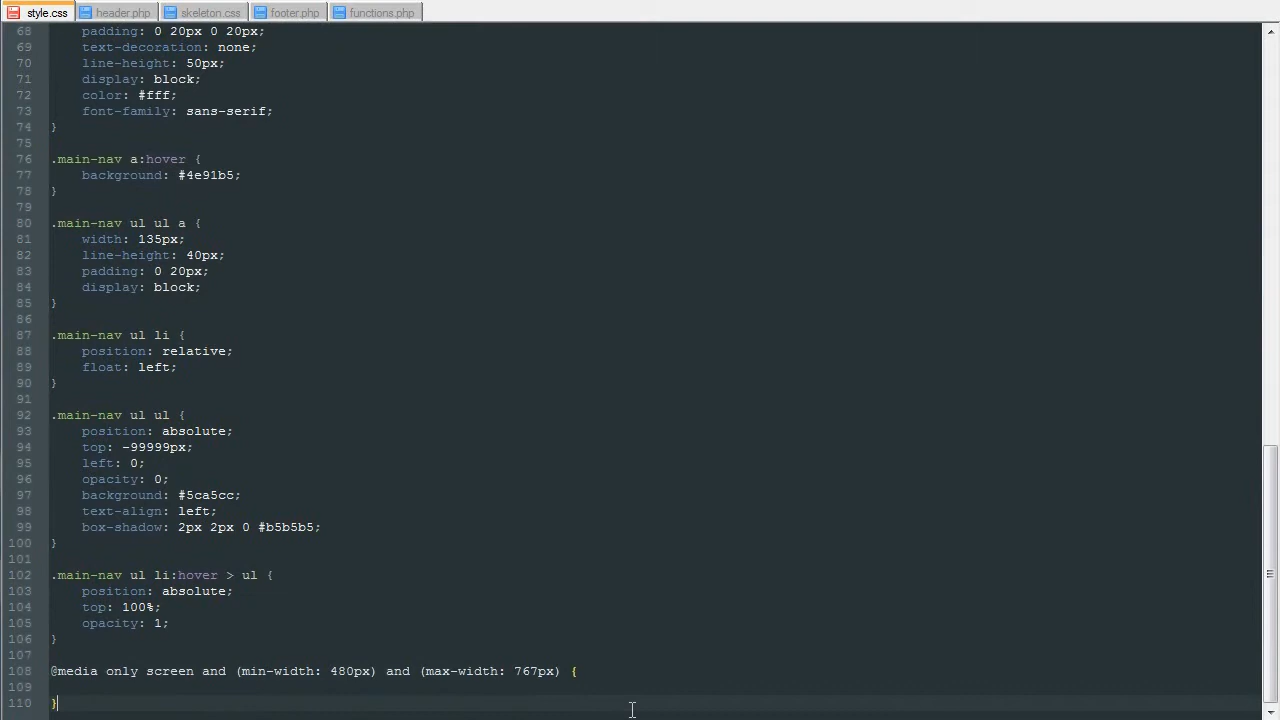 style.css header.php skeleton.css footer.php functions.php
68 padding: 0 20px 0 20px;
69 text-decoration: none;
70 line-height: 50px;
71 display: block;
72 color: #fff;
73 font-family: sans-serif;
74 }
75
76 .main-nav a:hover {
77 background: #4e91b5;
78 }
79
80 .main-nav ul ul a {
81 width: 135px;
82 line-height: 40px;
83 padding: 0 20px;
84 display: block;
85 }
86
87 .main-nav ul li {
88 position: relative;
89 float: left;
90 }
91
92 .main-nav ul ul {
93 position: absolute;
94 top: -99999px;
95 left: 0;
96 opacity: 0;
97 background: #5ca5cc;
98 text-align: left;
99 box-shadow: 2px 2px 0 #b5b5b5;
100 }
101
102 .main-nav ul li:hover > ul {
103 position: absolute;
104 top: 100%;
105 opacity: 1;
106 }
107
108 @media only screen and (min-width: 480px) and (max-width: 767px) {
109
110 }